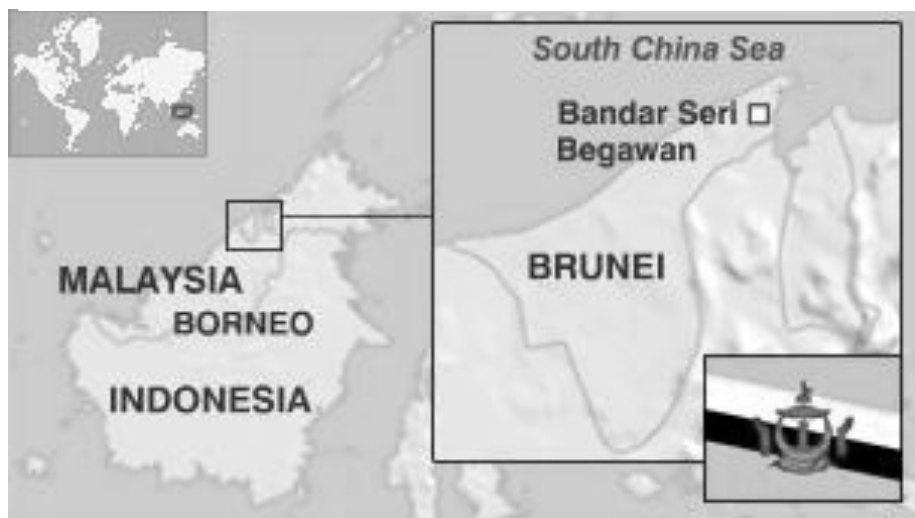 South China Sea
Bandar Seri
Begawan
BRUNEI
MALAYSIA
BORNEO
INDONESIA